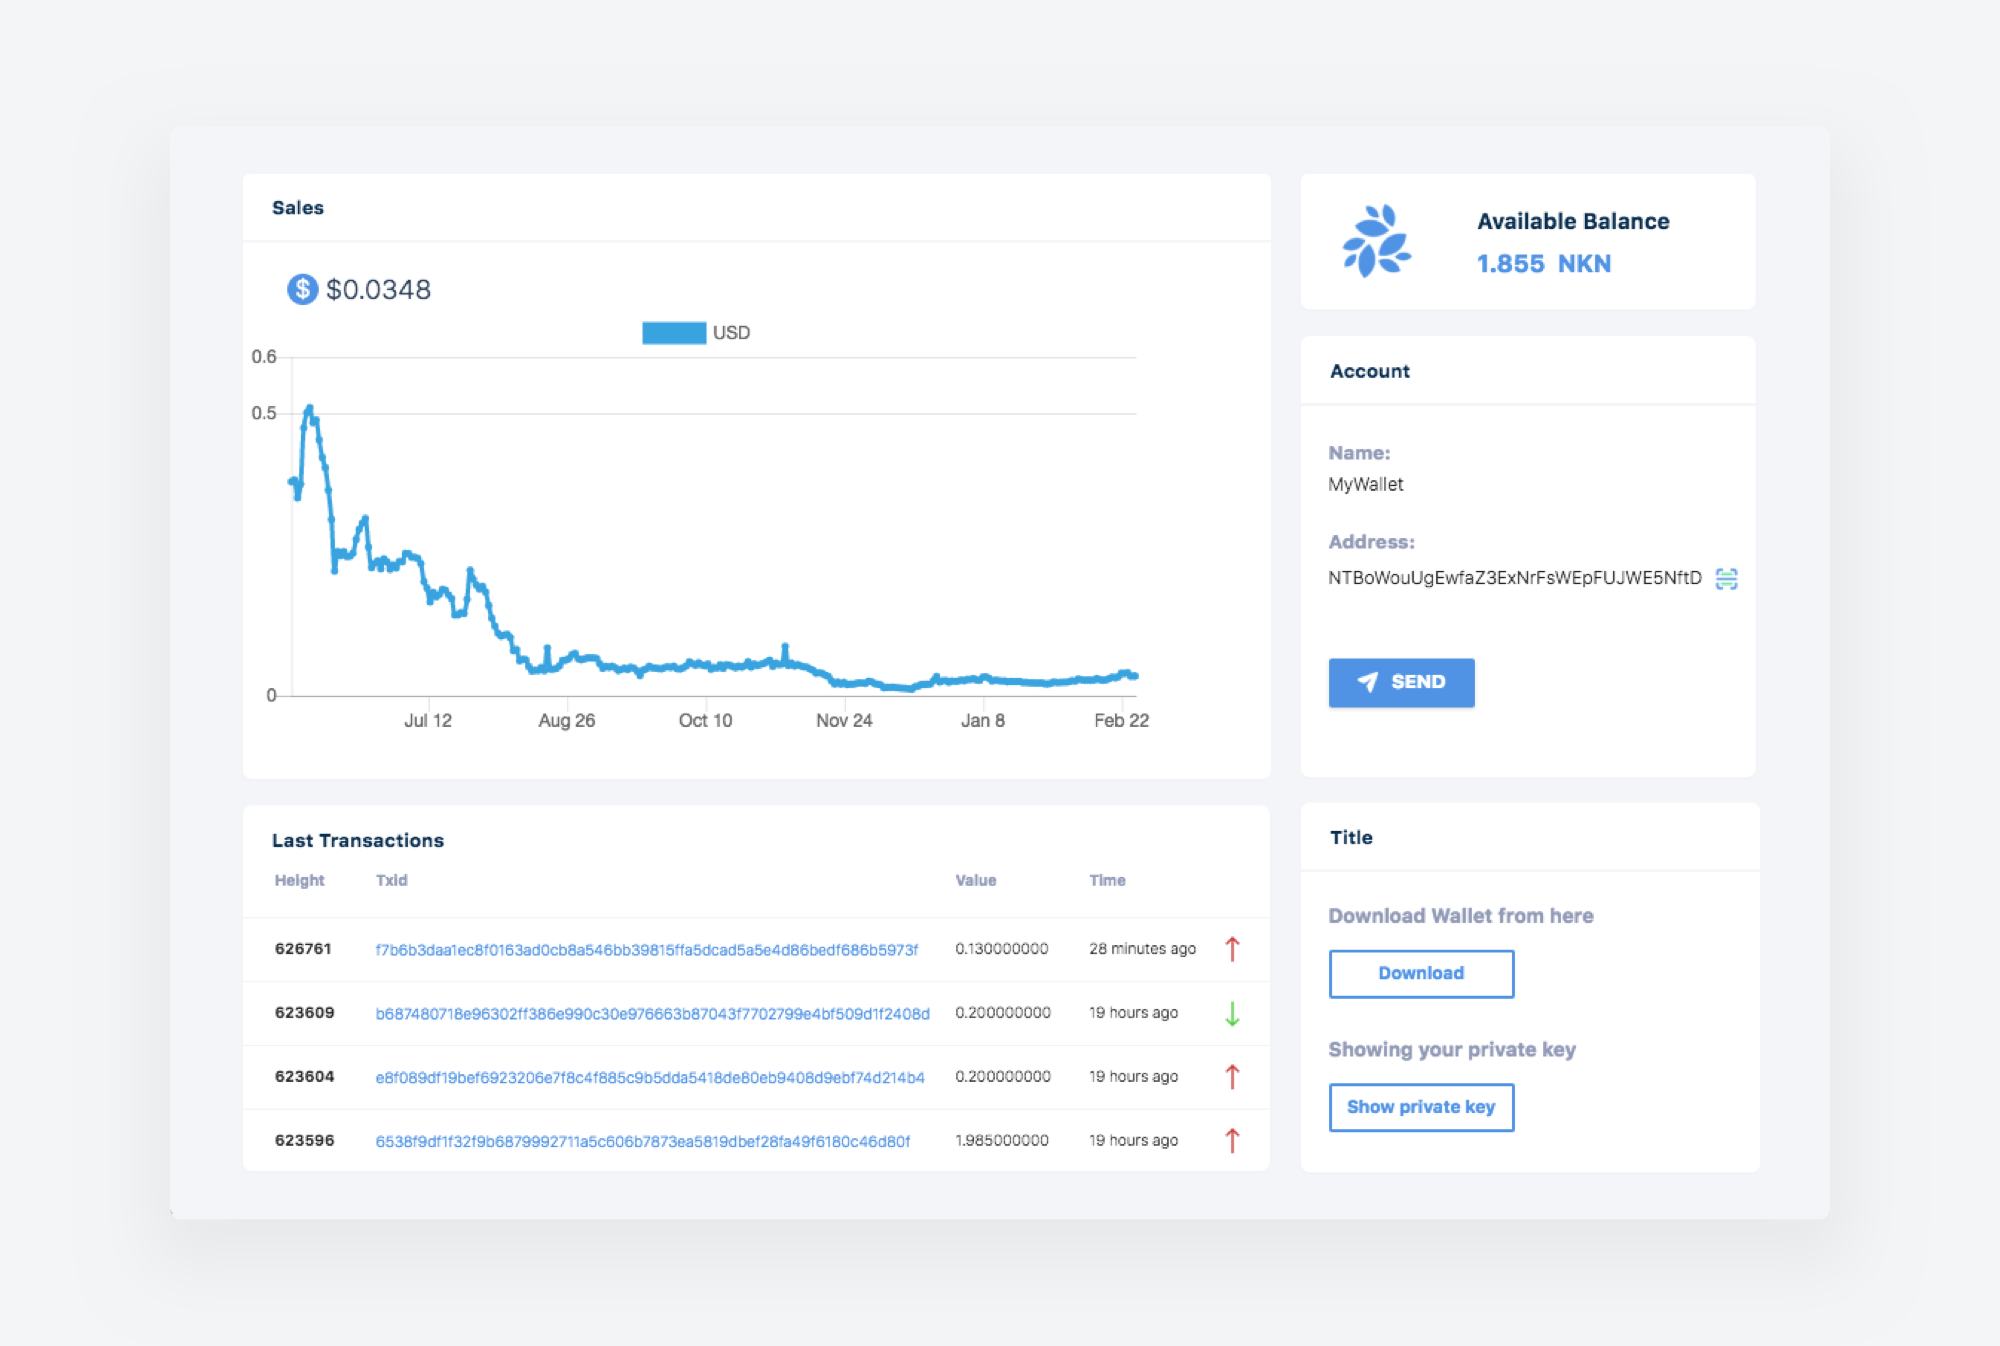 Sales
$0.0348
USD
0.6
0.5
0
Jul 12 Aug 26 Oct 10 Nov 24 Jan 8 Feb 22
Available Balance
1.855 NKN
Account
Name:
MyWallet
Address:
NTBoWouUgEwfaZ3ExNrFsWEpFUJWE5NftD
SEND
Last Transactions
Height Txid Value Time
626761 f7b6b3daa1ec8f0163ad0cb8a546bb39815ffa5dcad5a5e4d86bedf686b5973f 0.130000000 28 minutes ago
623609 b687480718e96302ff386e990c30e976663b87043f7702799e4bf509d1f2408d 0.200000000 19 hours ago
623604 e8f089df19bef6923206e7f8c4f885c9b5dda5418de80eb9408d9ebf74d214b4 0.200000000 19 hours ago
623596 6538f9df1f32f9b6879992711a5c606b7873ea5819dbef28fa49f6180c46d80f 1.985000000 19 hours ago
Title
Download Wallet from here
Download
Showing your private key
Show private key